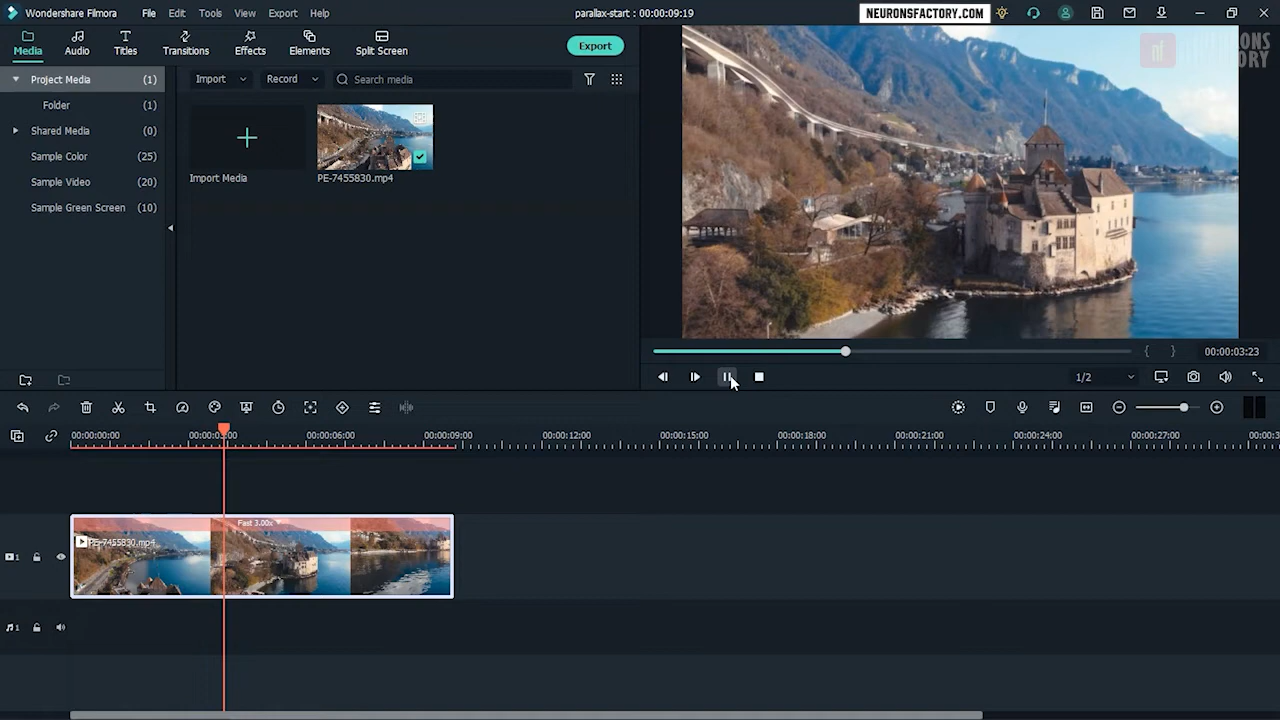 Wondershare Filmora File Edit Tools View Export Help parallax-start : 00:00:09:19 NEURONSFACTORY.COM
Media Audio Titles Transitions Effects Elements Split Screen Export
Project Media (1) Import Record Search media
Folder (1)
Shared Media (0)
Sample Color (25)
Sample Video (20)
Sample Green Screen (10)
Import Media PE-7455830.mp4
nf
00:00:03:23
1/2
00:00:00:00 00:00:03:00 00:00:06:00 00:00:09:00 00:00:12:00 00:00:15:00 00:00:18:00 00:00:21:00 00:00:24:00 00:00:27:00
Fast 3.00x
PE-7455830.mp4
1
1